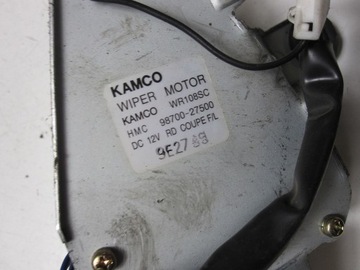 KAMCO
WIPER MOTOR
KAMCO WR108SC
HMC 98700-27500
DC 12V RD COUPE F/L